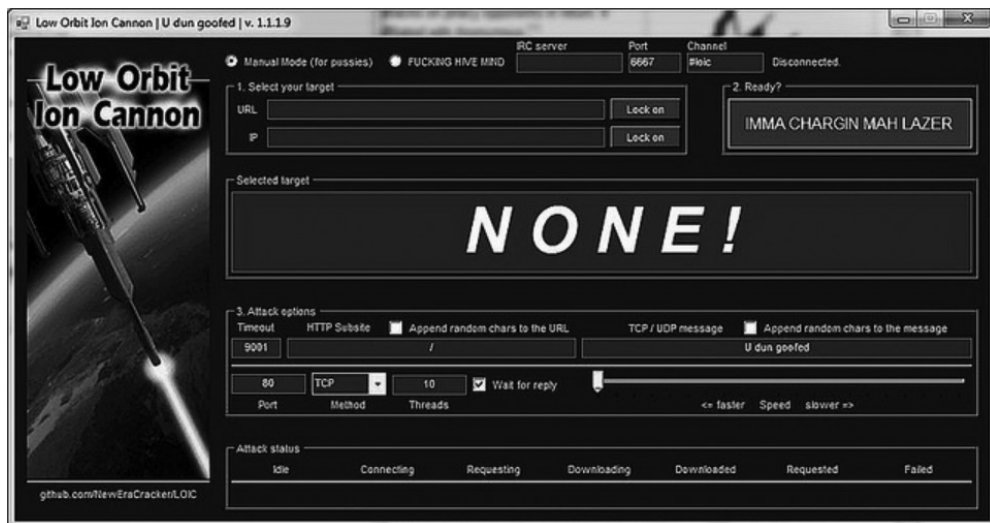 Low Orbit Ion Cannon | U dun goofed | v. 1.1.1.9
Low Orbit
Ion Cannon
Manual Mode (for pussies) FUCKING HIVE MIND
IRC server Port Channel
6667 #loic Disconnected.
1. Select your target
URL Lock on
IP Lock on
2. Ready?
IMMA CHARGIN MAH LAZER
Selected target
NONE!
3. Attack options
Timeout HTTP Subsite Append random chars to the URL TCP / UDP message Append random chars to the message
9001 / U dun goofed
80 TCP 10 Wait for reply
Port Method Threads <= faster Speed slower =>
Attack status
Idle Connecting Requesting Downloading Downloaded Requested Failed
github.com/NewEraCracker/LOIC